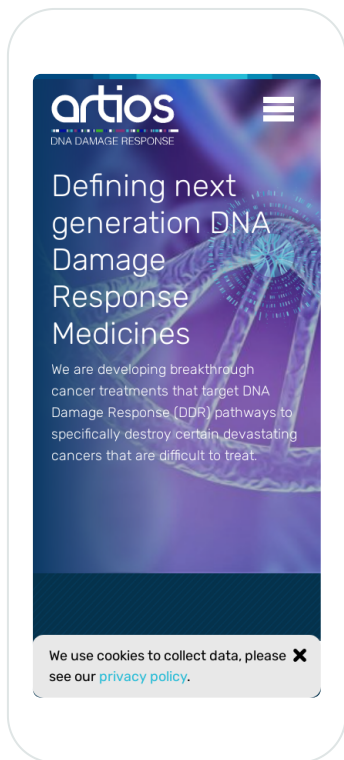 artios
DNA DAMAGE RESPONSE
Defining next
generation DNA
Damage
Response
Medicines
We are developing breakthrough
cancer treatments that target DNA
Damage Response (DDR) pathways to
specifically destroy certain devastating
cancers that are difficult to treat.
We use cookies to collect data, please
see our privacy policy.